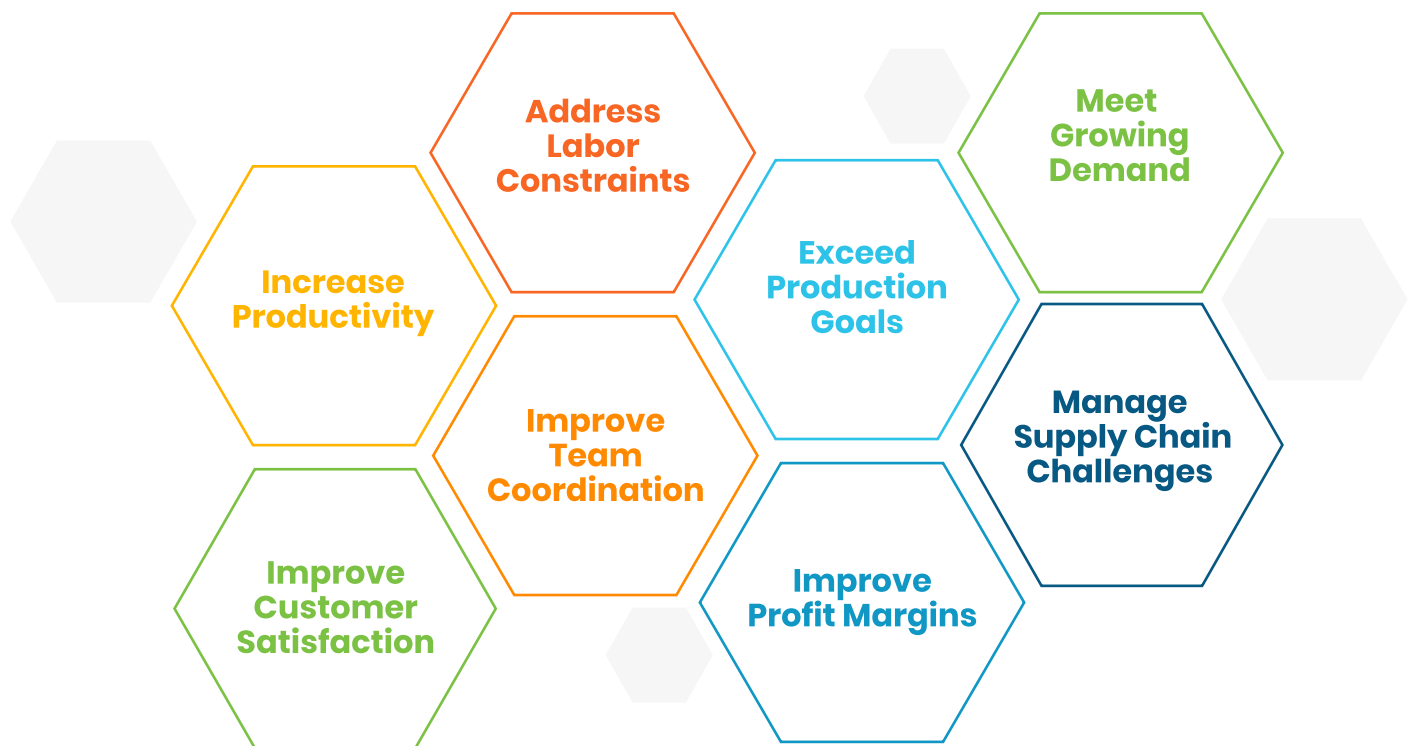 Address
Labor
Constraints
Meet
Growing
Demand
Increase
Productivity
Exceed
Production
Goals
Improve
Team
Coordination
Manage
Supply Chain
Challenges
Improve
Customer
Satisfaction
Improve
Profit Margins